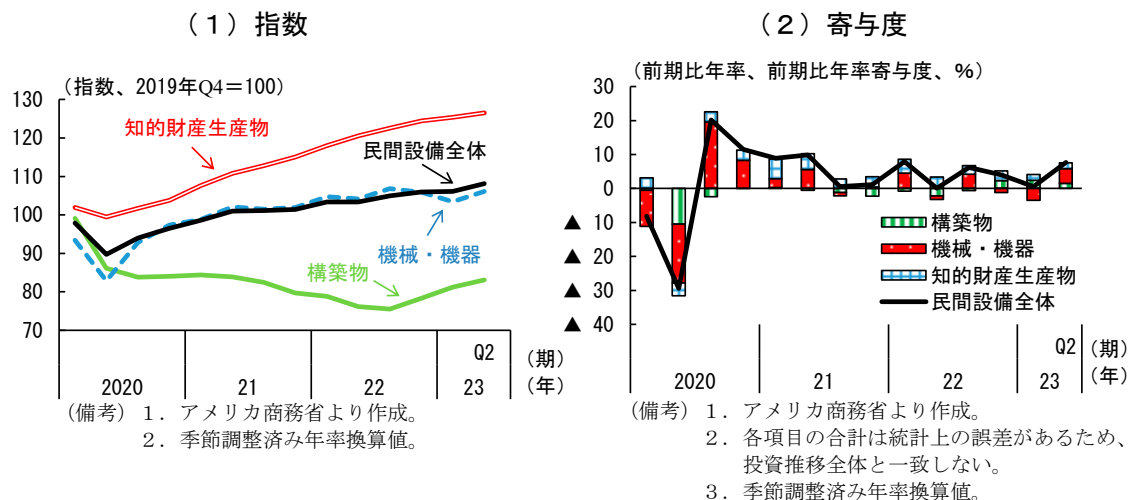 (1)指数
(指数、2019年Q4=100)
130
120
110
100
90
80
70
知的財産生産物
民間設備全体
機械・機器
構築物
Q2
(期)
2020
21
22
23
(年)
(備考)1.アメリカ商務省より作成。
2.季節調整済み年率換算値。
(2)寄与度
(前期比年率、前期比年率寄与度、%)
30
20
10
0
▲ 10
▲ 20
▲ 30
▲ 40
構築物
機械・機器
知的財産生産物
民間設備全体
Q2
(期)
2020
21
22
23
(年)
(備考)1.アメリカ商務省より作成。
2.各項目の合計は統計上の誤差があるため、
投資推移全体と一致しない。
3.季節調整済み年率換算値。